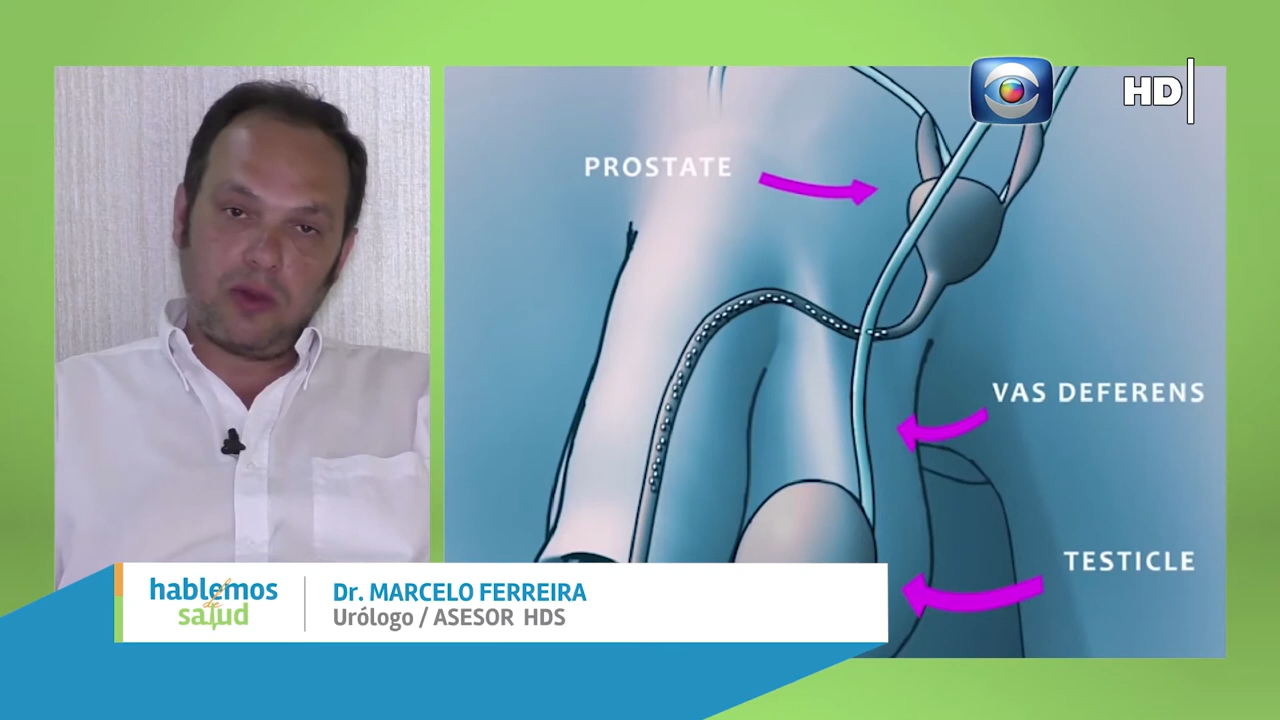 HD
PROSTATE
VAS DEFERENS
TESTICLE
hablemos
de
salud
Dr. MARCELO FERREIRA
Urólogo / ASESOR HDS